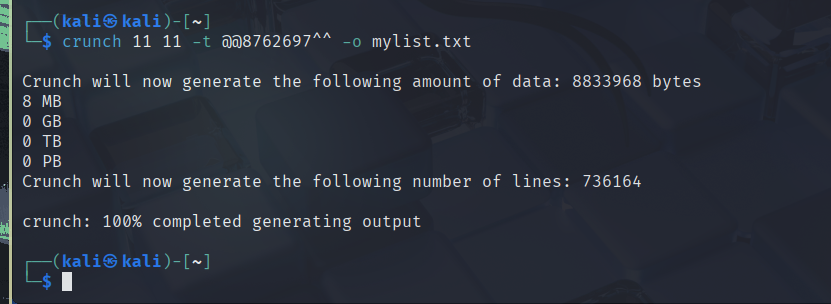 ┌──(kali㉿kali)-[~]
└─$ crunch 11 11 -t @@8762697^^ -o mylist.txt
Crunch will now generate the following amount of data: 8833968 bytes
8 MB
0 GB
0 TB
0 PB
Crunch will now generate the following number of lines: 736164
crunch: 100% completed generating output
┌──(kali㉿kali)-[~]
└─$